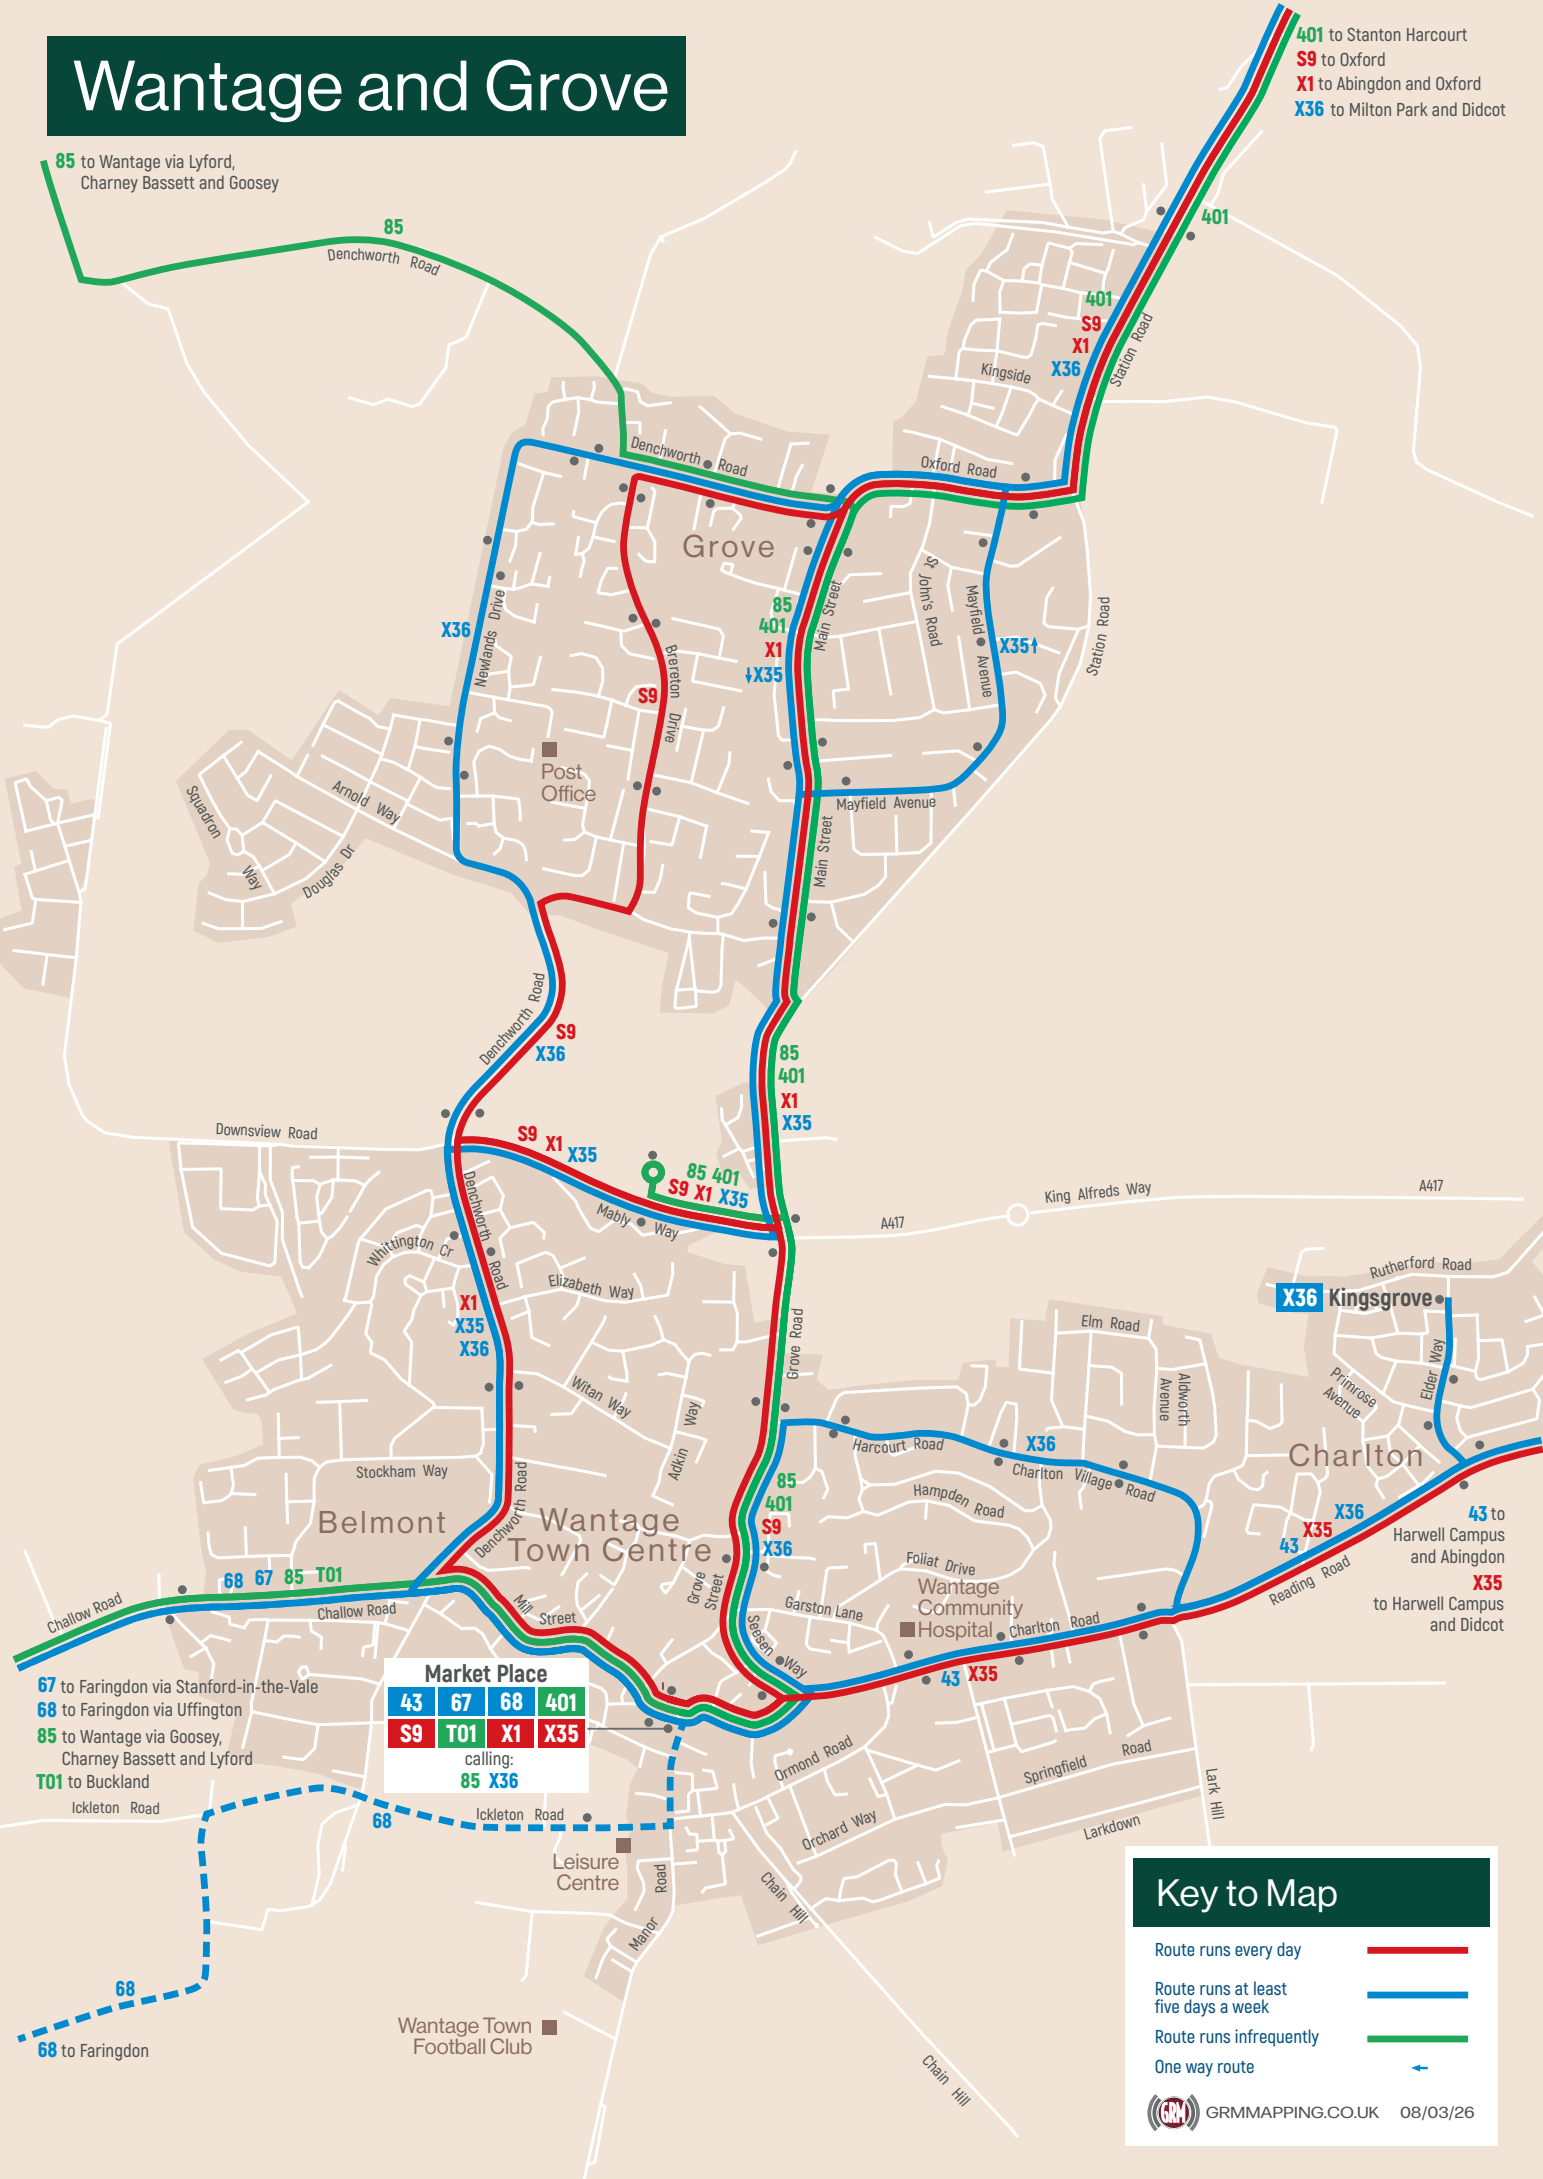 Wantage and Grove
401 to Stanton Harcourt
S9 to Oxford
X1 to Abingdon and Oxford
X36 to Milton Park and Didcot
85 to Wantage via Lyford,
Charney Bassett and Goosey
85
Denchworth Road
401
401
S9
X1
X36
Station Road
Kingside
Denchworth Road
Oxford Road
Grove
St John's Road
Mayfield Avenue
X35
Station Road
85
401
X1
X35
Main Street
X36
Newlands Drive
S9
Brereton Drive
Post
Office
Mayfield Avenue
Main Street
Squadron Way
Arnold Way
Douglas Dr
Denchworth Road
S9
X36
85
401
X1
X35
Downsview Road
S9 X1 X35
85 401
S9 X1 X35
Mably Way
A417
King Alfreds Way
A417
Denchworth Road
Whittington Cr
Elizabeth Way
X1
X35
X36
Grove Road
Rutherford Road
X36 Kingsgrove
Elm Road
Elder Way
Primrose
Avenue
Aldworth
Avenue
Witan Way
Adkin Way
Harcourt Road
X36
Charlton Village Road
Charlton
Stockham Way
Hampden Road
85
401
S9
X36
Belmont
Denchworth Road
Wantage
Town Centre
X36
X35
43
Reading Road
43 to
Harwell Campus
and Abingdon
X35
to Harwell Campus
and Didcot
Foliat Drive
Wantage
Community
Hospital
Grove
Street
Garston Lane
Charlton Road
Seesen Way
68 67 85 T01
Challow Road
Challow Road
Mill Street
43 X35
67 to Faringdon via Stanford-in-the-Vale
68 to Faringdon via Uffington
85 to Wantage via Goosey,
Charney Bassett and Lyford
T01 to Buckland
Market Place
43 67 68 401
S9 T01 X1 X35
calling:
85 X36
Ickleton Road
68
Ickleton Road
Ormond Road
Springfield Road
Lark Hill
Orchard Way
Larkdown
Leisure
Centre
Manor Road
Chain Hill
68
68 to Faringdon
Wantage Town
Football Club
Chain Hill
Key to Map
Route runs every day
Route runs at least
five days a week
Route runs infrequently
One way route
GRM
GRMMAPPING.CO.UK 08/03/26